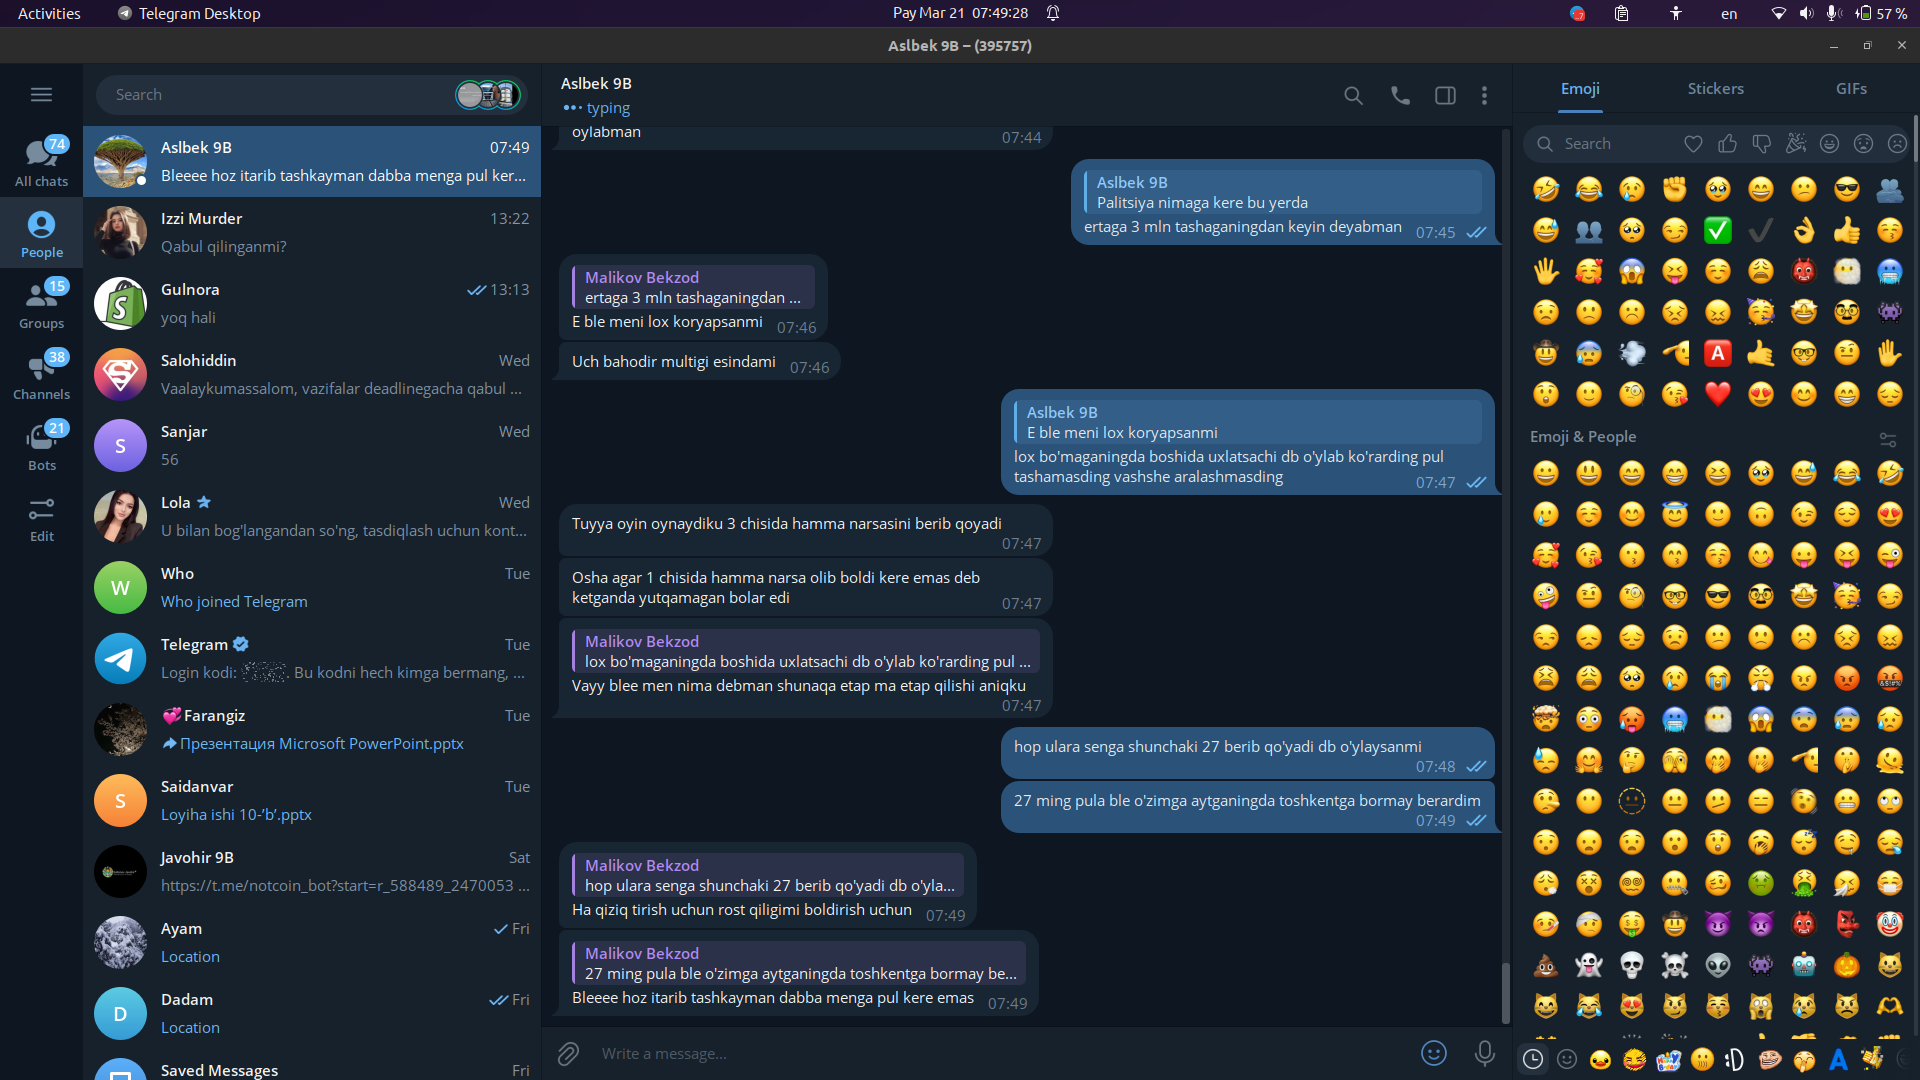 Activities
Telegram Desktop
Pay Mar 21 07:49:28
en
57 %
Aslbek 9B – (395757)
74
All chats
People
15
Groups
38
Channels
21
Bots
Edit
Search
Aslbek 9B 07:49
Bleeee hoz itarib tashkayman dabba menga pul ker...
Izzi Murder 13:22
Qabul qilinganmi?
Gulnora 13:13
yoq hali
Salohiddin Wed
Vaalaykumassalom, vazifalar deadlinegacha qabul ...
S
Sanjar Wed
56
Lola Wed
U bilan bog'langandan so'ng, tasdiqlash uchun kont...
W
Who Tue
Who joined Telegram
Telegram Tue
Login kodi: . Bu kodni hech kimga bermang, ...
Farangiz Tue
Презентация Microsoft PowerPoint.pptx
S
Saidanvar Tue
Loyiha ishi 10-‘b’.pptx
Javohir 9B Sat
https://t.me/notcoin_bot?start=r_588489_2470053 ...
Ayam Fri
Location
D
Dadam Fri
Location
Saved Messages Fri
Aslbek 9B
typing
oylabman
07:44
Aslbek 9B
Palitsiya nimaga kere bu yerda
ertaga 3 mln tashaganingdan keyin deyabman 07:45
Malikov Bekzod
ertaga 3 mln tashaganingdan ...
E ble meni lox koryapsanmi 07:46
Uch bahodir multigi esindami 07:46
Aslbek 9B
E ble meni lox koryapsanmi
lox bo'maganingda boshida uxlatsachi db o'ylab ko'rarding pul
tashamasding vashshe aralashmasding 07:47
Tuyya oyin oynaydiku 3 chisida hamma narsasini berib qoyadi
07:47
Osha agar 1 chisida hamma narsa olib boldi kere emas deb
ketganda yutqamagan bolar edi 07:47
Malikov Bekzod
lox bo'maganingda boshida uxlatsachi db o'ylab ko'rarding pul ...
Vayy blee men nima debman shunaqa etap ma etap qilishi aniqku
07:47
hop ulara senga shunchaki 27 berib qo'yadi db o'ylaysanmi
07:48
27 ming pula ble o'zimga aytganingda toshkentga bormay berardim
07:49
Malikov Bekzod
hop ulara senga shunchaki 27 berib qo'yadi db o'yla...
Ha qiziq tirish uchun rost qiligimi boldirish uchun 07:49
Malikov Bekzod
27 ming pula ble o'zimga aytganingda toshkentga bormay be...
Bleeee hoz itarib tashkayman dabba menga pul kere emas 07:49
Write a message...
Emoji Stickers GIFs
Search
A
Emoji & People